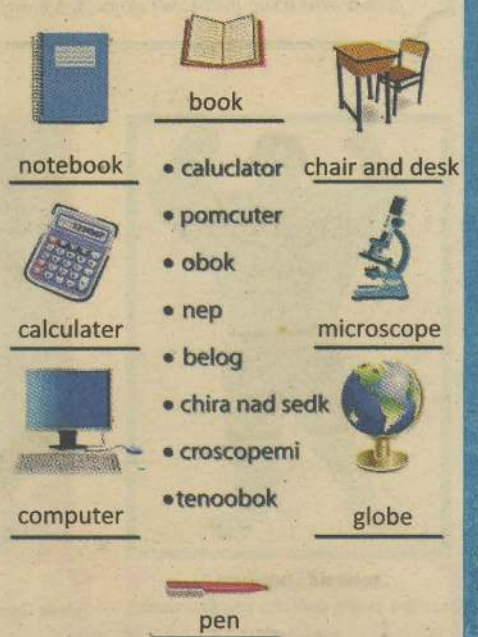 book
notebook
• caluclator
chair and desk
• pomcuter
• obok
• nep
calculater
microscope
• belog
• chira nad sedk
• croscopemi
• tenoobok
computer
globe
pen